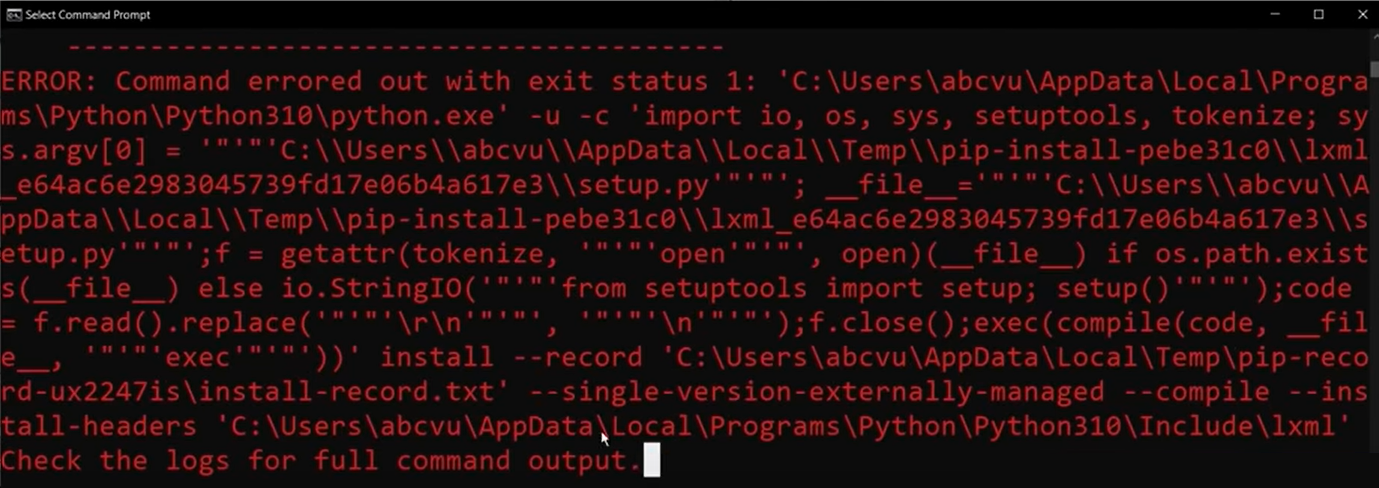 Select Command Prompt
----------------------------------------
ERROR: Command errored out with exit status 1: 'C:\Users\abcvu\AppData\Local\Progra
ms\Python\Python310\python.exe' -u -c 'import io, os, sys, setuptools, tokenize; sy
s.argv[0] = '"'"'C:\\Users\\abcvu\\AppData\\Local\\Temp\\pip-install-pebe31c0\\lxml
_e64ac6e2983045739fd17e06b4a617e3\\setup.py'"'"'; __file__='"'"'C:\\Users\\abcvu\\A
ppData\\Local\\Temp\\pip-install-pebe31c0\\lxml_e64ac6e2983045739fd17e06b4a617e3\\s
etup.py'"'"';f = getattr(tokenize, '"'"'open'"'"', open)(__file__) if os.path.exist
s(__file__) else io.StringIO('"'"'from setuptools import setup; setup()'"'"');code
= f.read().replace('"'"'\r\n'"'"', '"'"'\n'"'"');f.close();exec(compile(code, __fil
e__, '"'"'exec'"'"'))' install --record 'C:\Users\abcvu\AppData\Local\Temp\pip-reco
rd-ux2247is\install-record.txt' --single-version-externally-managed --compile --ins
tall-headers 'C:\Users\abcvu\AppData\Local\Programs\Python\Python310\Include\lxml'
Check the logs for full command output.